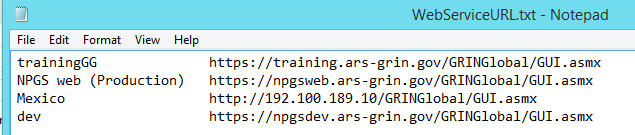 WebServiceURL.txt - Notepad
File Edit Format View Help
trainingGG https://training.ars-grin.gov/GRINGlobal/GUI.asmx
NPGS web (Production) https://npgsweb.ars-grin.gov/GRINGlobal/GUI.asmx
Mexico http://192.100.189.10/GRINGlobal/GUI.asmx
dev https://npgsdev.ars-grin.gov/GRINGlobal/GUI.asmx